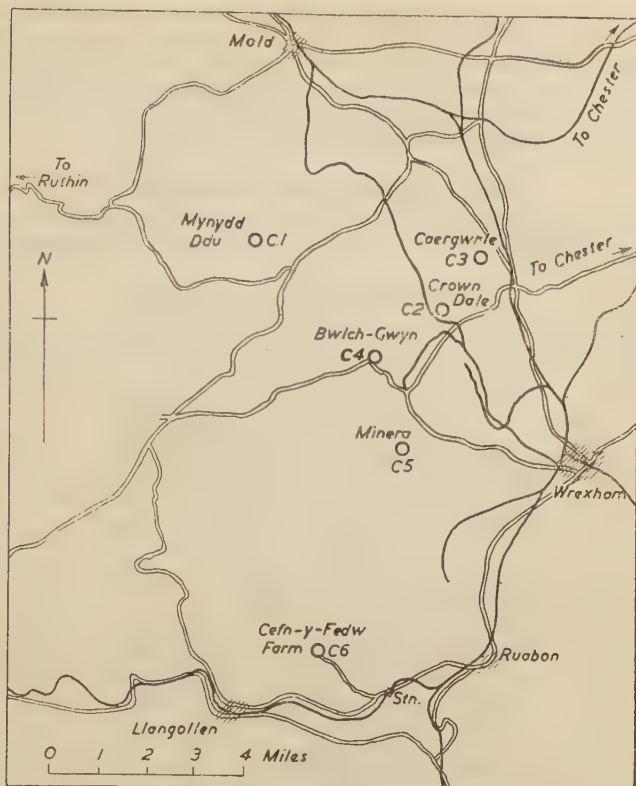 Mold
To Chester
To
Ruthin
Mynydd
Ddu
C1
Caergwrle
C3
To Chester
N
Crown
Dale
C2
Bwlch-Gwyn
C4
Minera
C5
Wrexham
Cefn-y-Fedw
Farm C6
Ruabon
Stn.
Llangollen
0 1 2 3 4 Miles